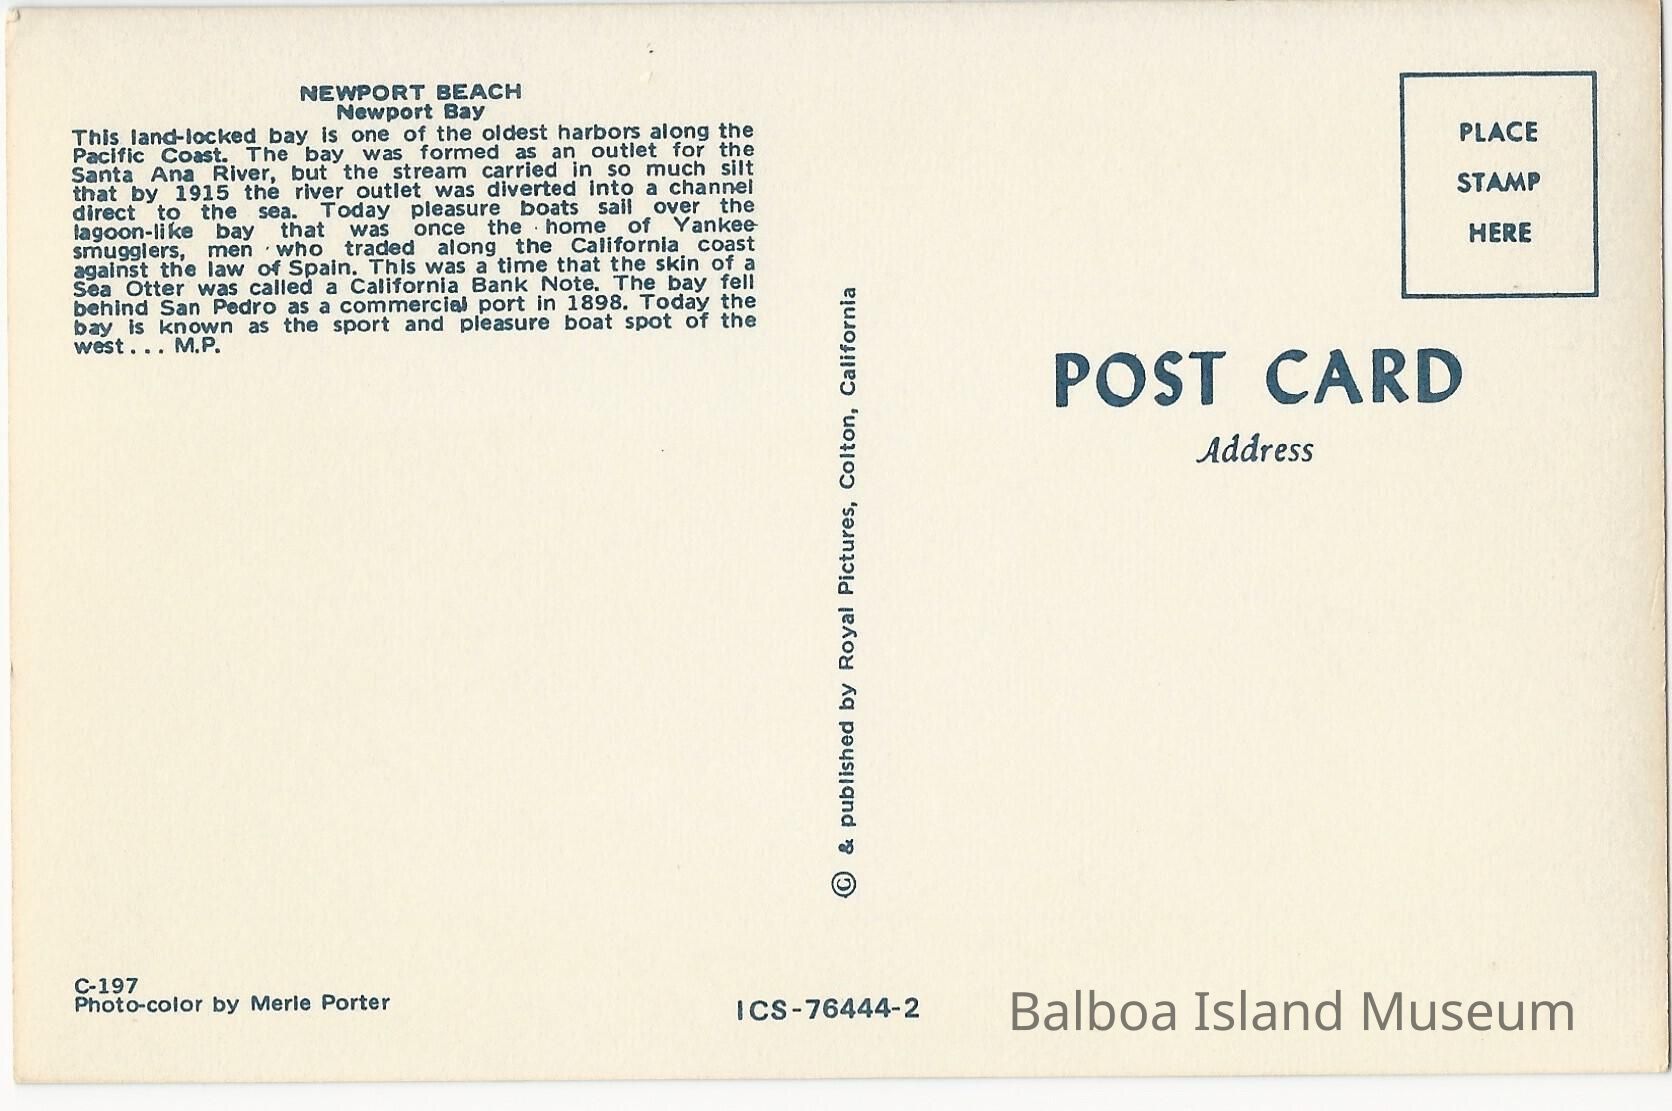 NEWPORT BEACH
Newport Bay
This land-locked bay is one of the oldest harbors along the
Pacific Coast. The bay was formed as an outlet for the
Santa Ana River, but the stream carried in so much silt
that by 1915 the river outlet was diverted into a channel
direct to the sea. Today pleasure boats sail over the
lagoon-like bay that was once the home of Yankee
smugglers, men who traded along the California coast
against the law of Spain. This was a time that the skin of a
Sea Otter was called a California Bank Note. The bay fell
behind San Pedro as a commercial port in 1898. Today the
bay is known as the sport and pleasure boat spot of the
west... M.P.
C-197
Photo-color by Merle Porter
© & published by Royal Pictures, Colton, California
ICS-76444-2
PLACE
STAMP
HERE
POST CARD
Address
Balboa Island Museum